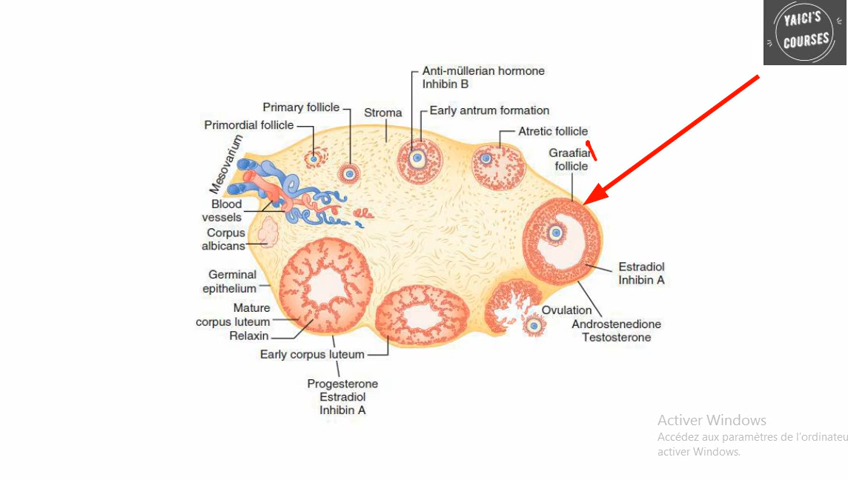 YAICI'S
COURSES
Anti-müllerian hormone
Inhibin B
Primary follicle
Stroma
Early antrum formation
Primordial follicle
Atretic follicle
Graafian
follicle
Mesovarium
Blood
vessels
Corpus
albicans
Germinal
epithelium
Mature
corpus luteum
Relaxin
Early corpus luteum
Estradiol
Inhibin A
Ovulation
Androstenedione
Testosterone
Progesterone
Estradiol
Inhibin A
Activer Windows
Accédez aux paramètres de l'ordinateu
activer Windows.